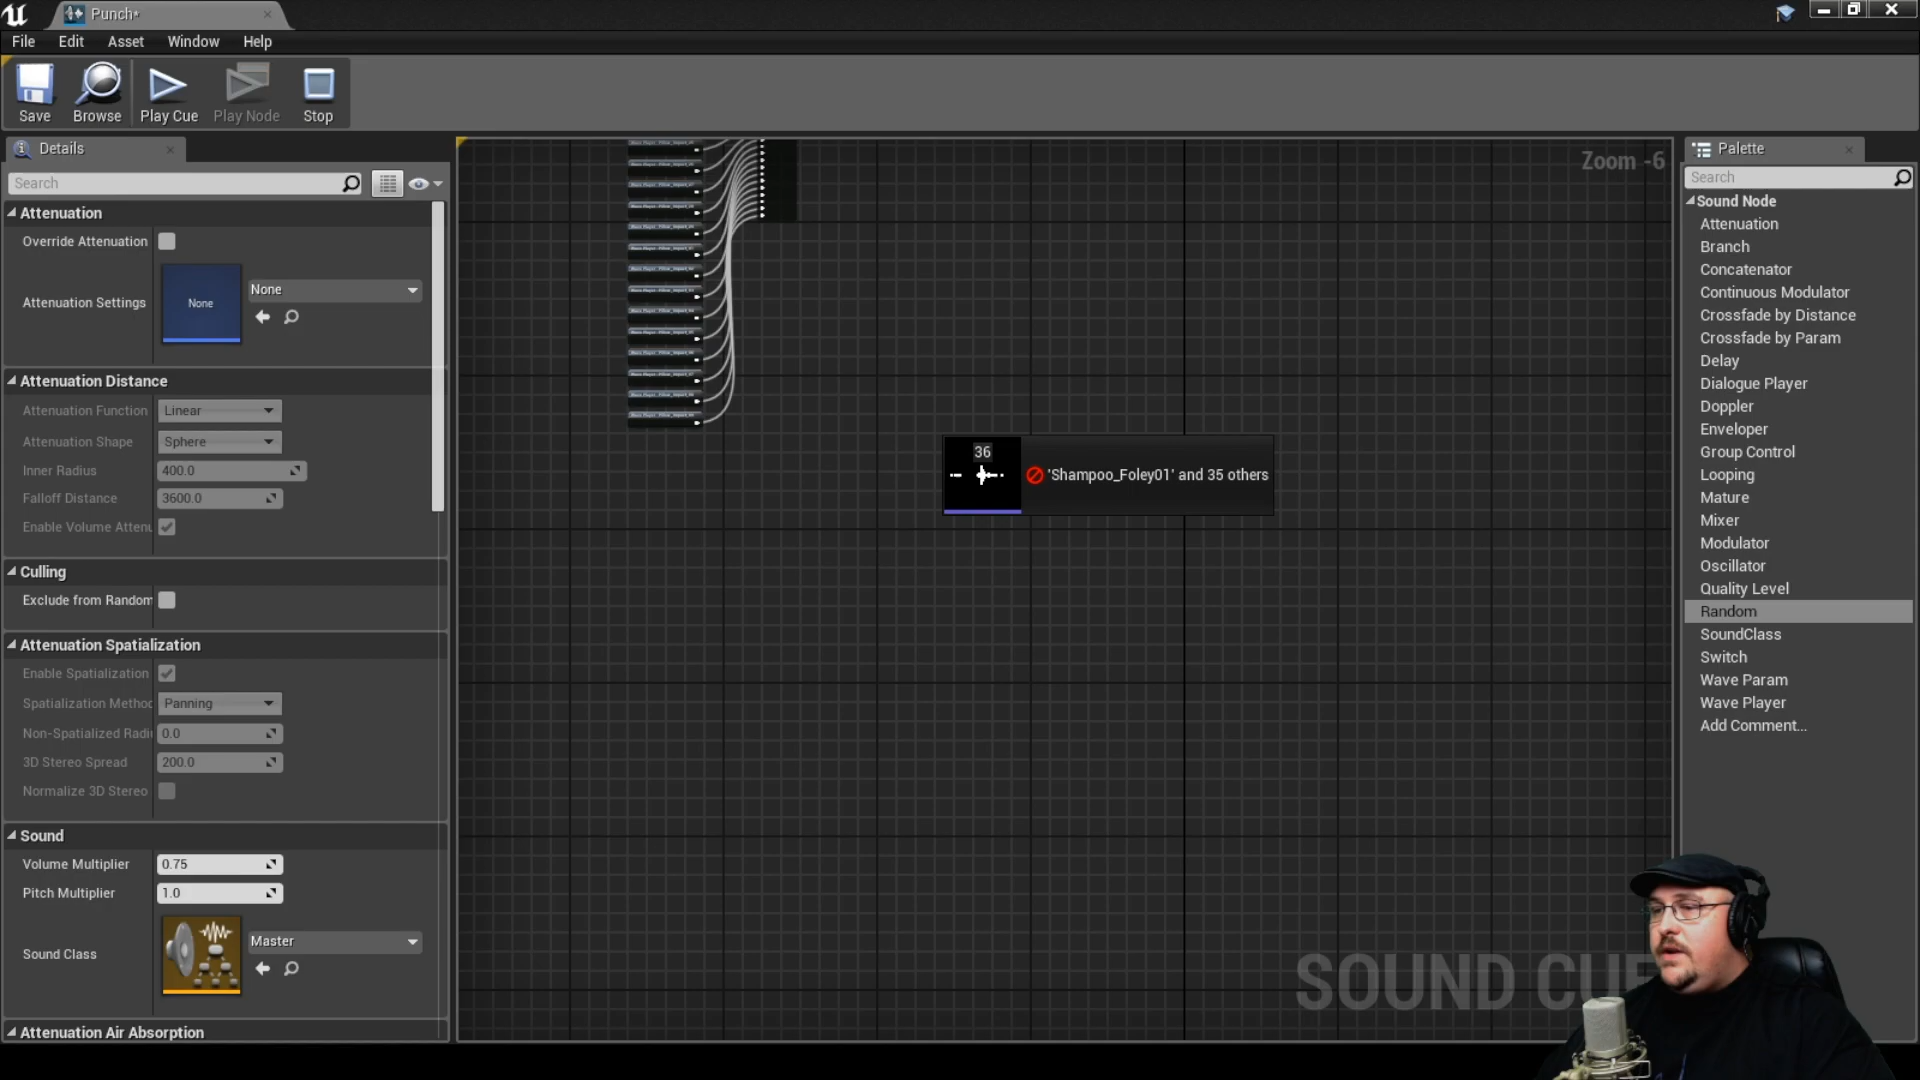 Punch*
File Edit Asset Window Help
Save Browse Play Cue Play Node Stop
Details
Search
Attenuation
Override Attenuation
Attenuation Settings None None
Attenuation Distance
Attenuation Function Linear
Attenuation Shape Sphere
Inner Radius 400.0
Falloff Distance 3600.0
Enable Volume Attenu
Culling
Exclude from Random
Attenuation Spatialization
Enable Spatialization
Spatialization Method Panning
Non-Spatialized Radi 0.0
3D Stereo Spread 200.0
Normalize 3D Stereo
Sound
Volume Multiplier 0.75
Pitch Multiplier 1.0
Sound Class Master
Attenuation Air Absorption
Zoom -6
36
'Shampoo_Foley01' and 35 others
SOUND CUE
Palette
Search
Sound Node
Attenuation
Branch
Concatenator
Continuous Modulator
Crossfade by Distance
Crossfade by Param
Delay
Dialogue Player
Doppler
Enveloper
Group Control
Looping
Mature
Mixer
Modulator
Oscillator
Quality Level
Random
SoundClass
Switch
Wave Param
Wave Player
Add Comment...